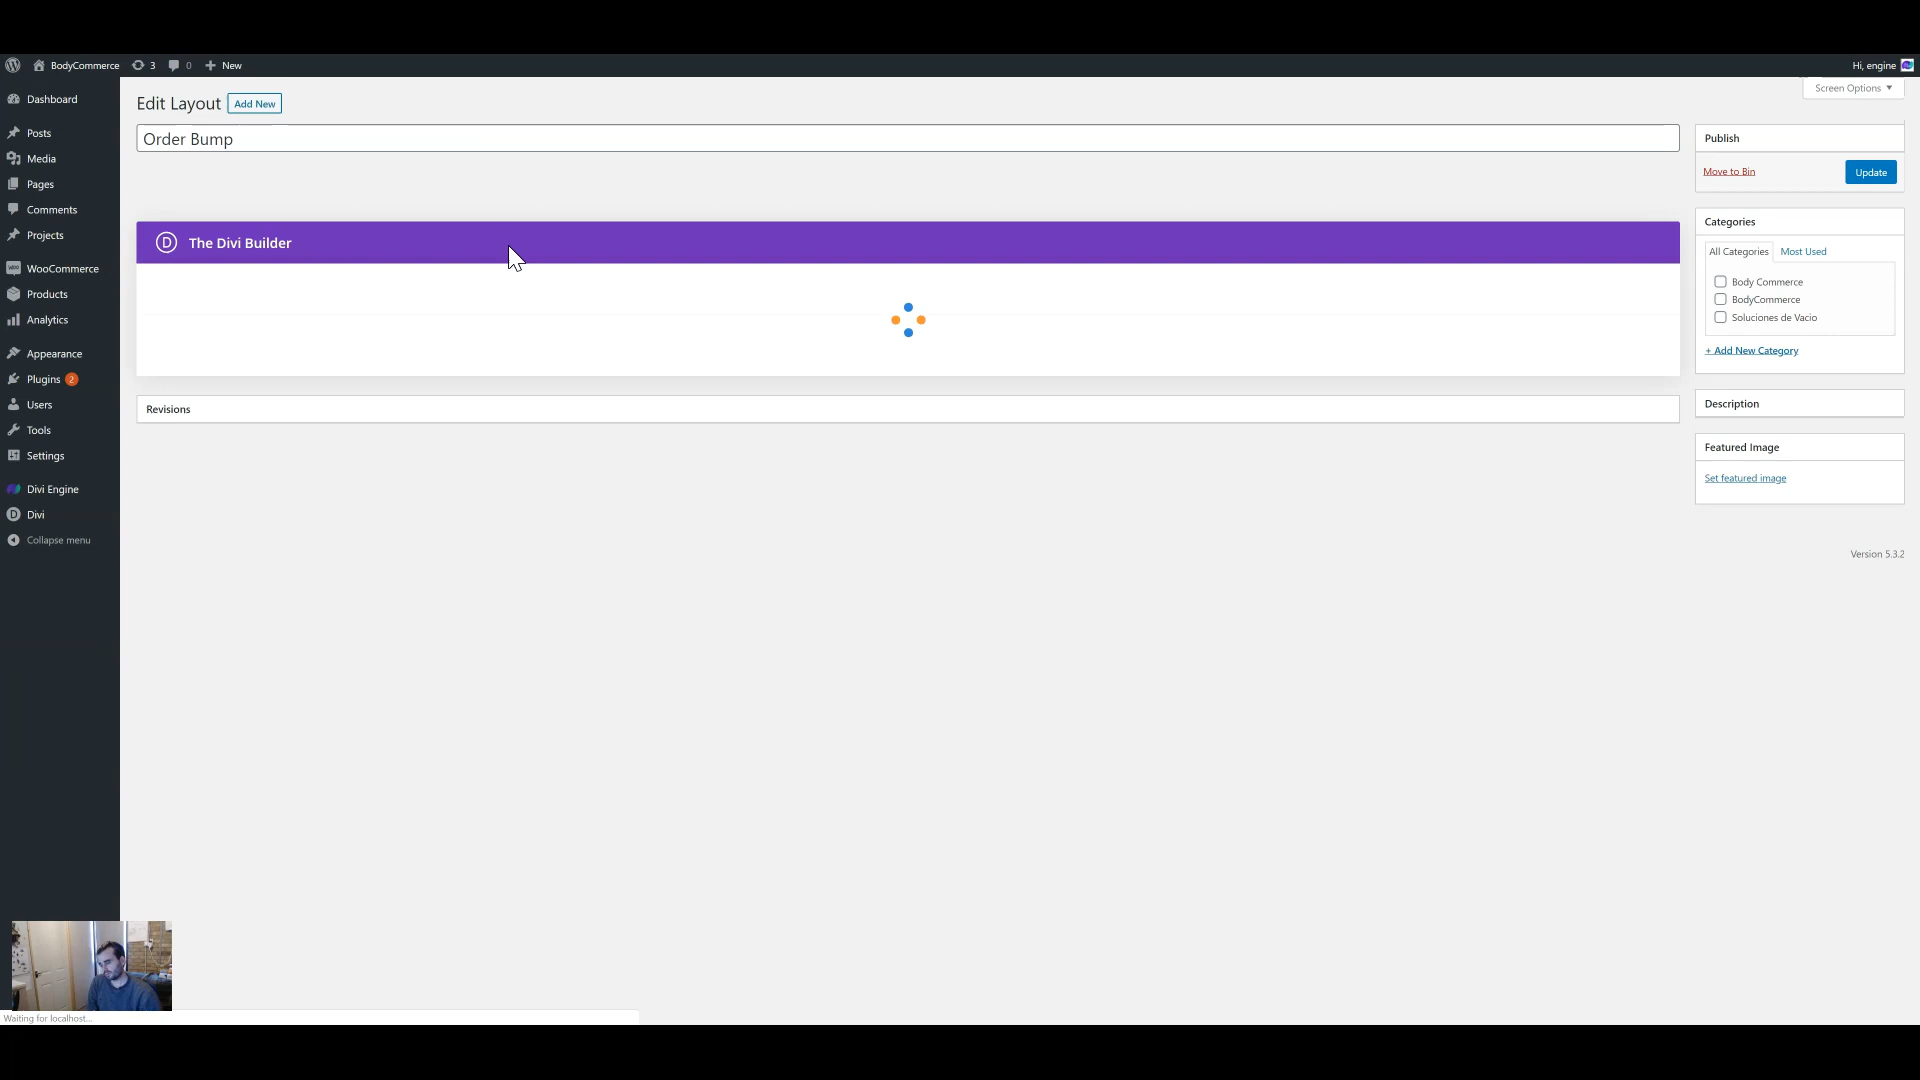 BodyCommerce 3 0 New Hi, engine
Dashboard
Posts
Media
Pages
Comments
Projects
WooCommerce
Products
Analytics
Appearance
Plugins 2
Users
Tools
Settings
Divi Engine
Divi
Collapse menu
Screen Options
Edit Layout Add New
Order Bump
D The Divi Builder
Revisions
Publish
Move to Bin Update
Categories
All Categories Most Used
Body Commerce
BodyCommerce
Soluciones de Vacio
+ Add New Category
Description
Featured Image
Set featured image
Version 5.3.2
Waiting for localhost...